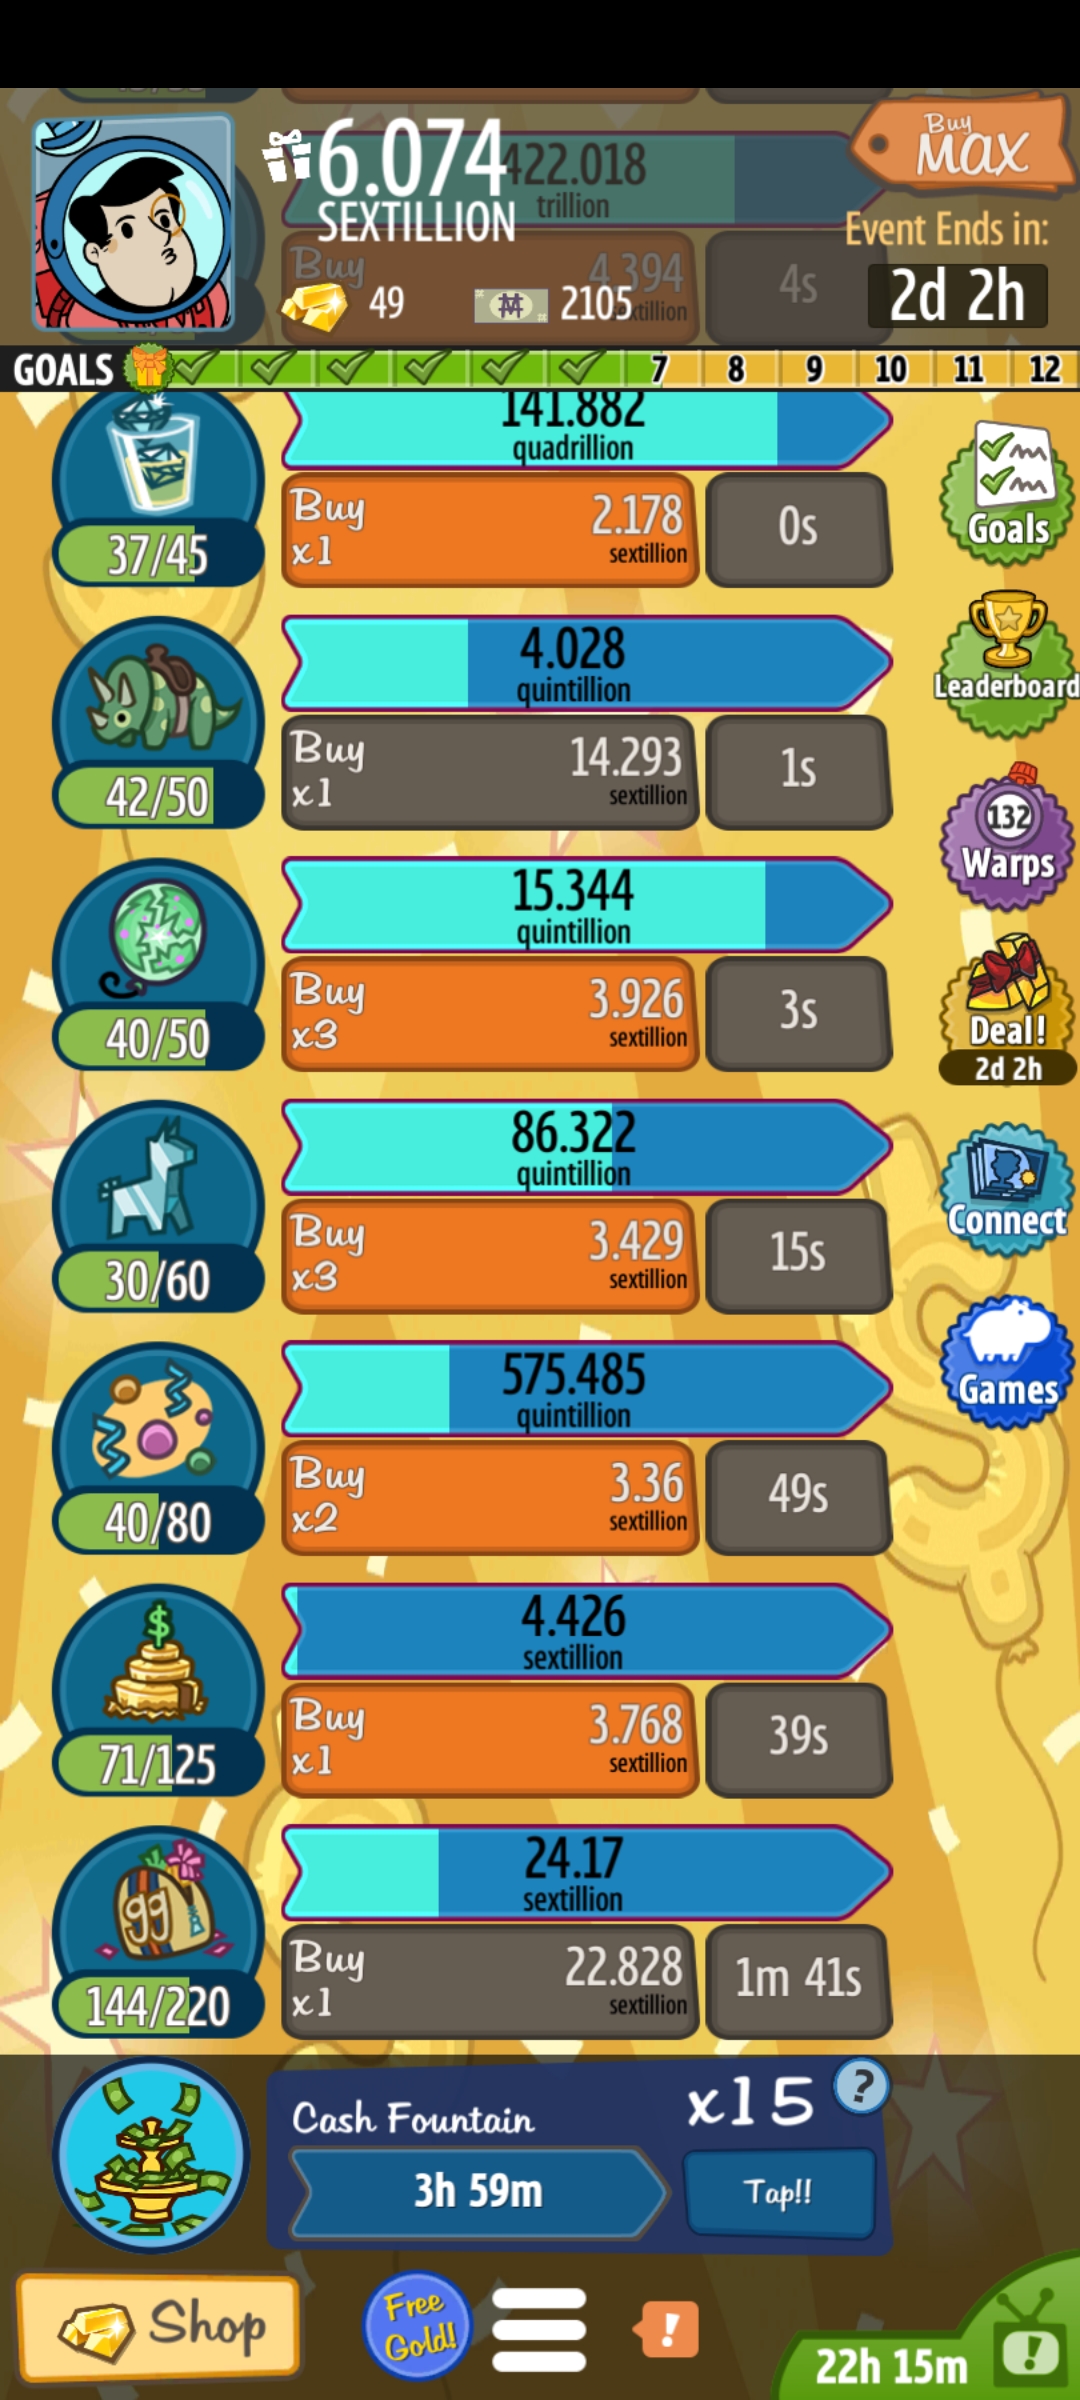 6.074
SEXTILLION
422.018
trillion
Buy
MAX
Buy
4.394
4s
Event Ends in:
49
2105
2d 2h
GOALS
7 8 9 10 11 12
141.882
quadrillion
Buy
x1
2.178
sextillion
0s
37/45
Goals
4.028
quintillion
Buy
x1
14.293
sextillion
1s
42/50
Leaderboard
15.344
quintillion
Buy
x3
3.926
sextillion
3s
40/50
132
Warps
Deal!
2d 2h
86.322
quintillion
Buy
x3
3.429
sextillion
15s
30/60
Connect
575.485
quintillion
Buy
x2
3.36
sextillion
49s
40/80
Games
$
4.426
sextillion
Buy
x1
3.768
sextillion
39s
71/125
99
24.17
sextillion
Buy
x1
22.828
sextillion
1m 41s
144/220
Cash Fountain
x15
?
3h 59m
Tap!!
Shop
Free
Gold!
!
22h 15m
!